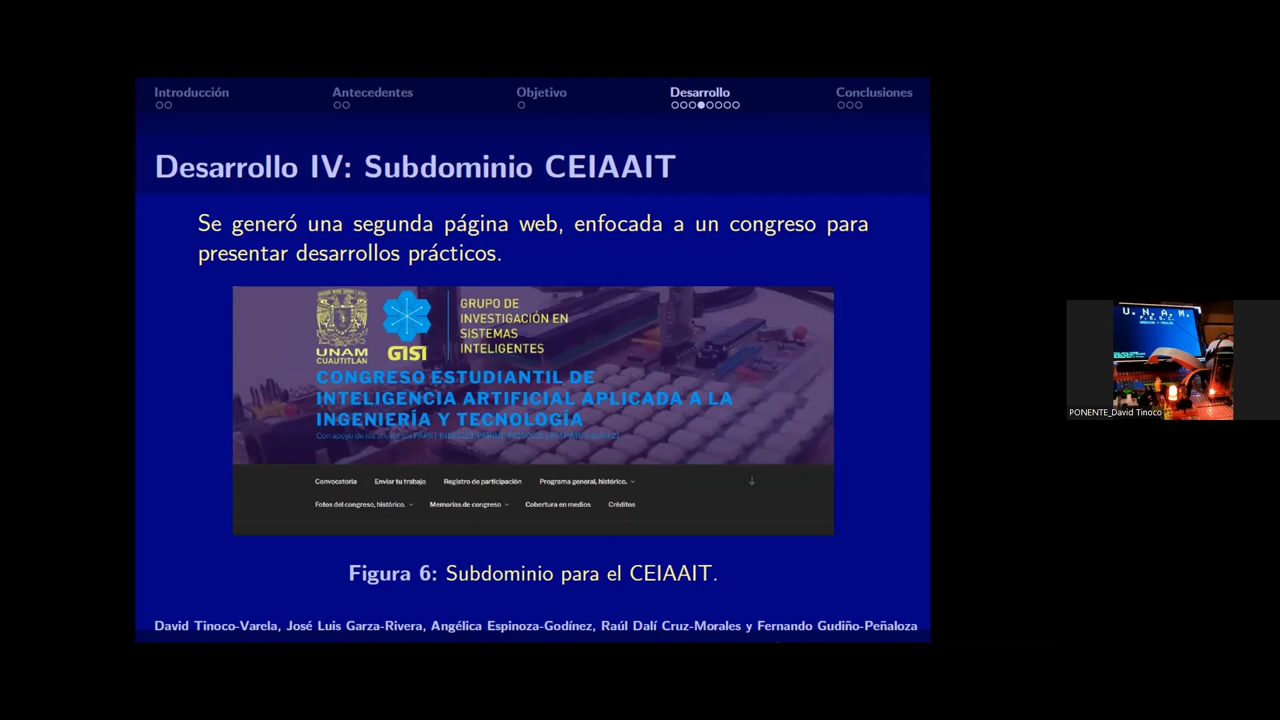 Introducción
Antecedentes
Objetivo
Desarrollo
Conclusiones
Desarrollo IV: Subdominio CEIAAIT
Se generó una segunda página web, enfocada a un congreso para
presentar desarrollos prácticos.
UNAM
CUAUTITLÁN
GISI
GRUPO DE
INVESTIGACIÓN EN
SISTEMAS
INTELIGENTES
CONGRESO ESTUDIANTIL DE
INTELIGENCIA ARTIFICIAL APLICADA A LA
INGENIERÍA Y TECNOLOGÍA
Convocatoria Enviar tu trabajo Registro de participación Programa general, histórico.
Fotos del congreso, histórico. Memorias de congreso Cobertura en medios Créditos
Figura 6: Subdominio para el CEIAAIT.
David Tinoco-Varela, José Luis Garza-Rivera, Angélica Espinoza-Godínez, Raúl Dalí Cruz-Morales y Fernando Gudiño-Peñaloza
U.N.A.M.
PONENTE_David Tinoco